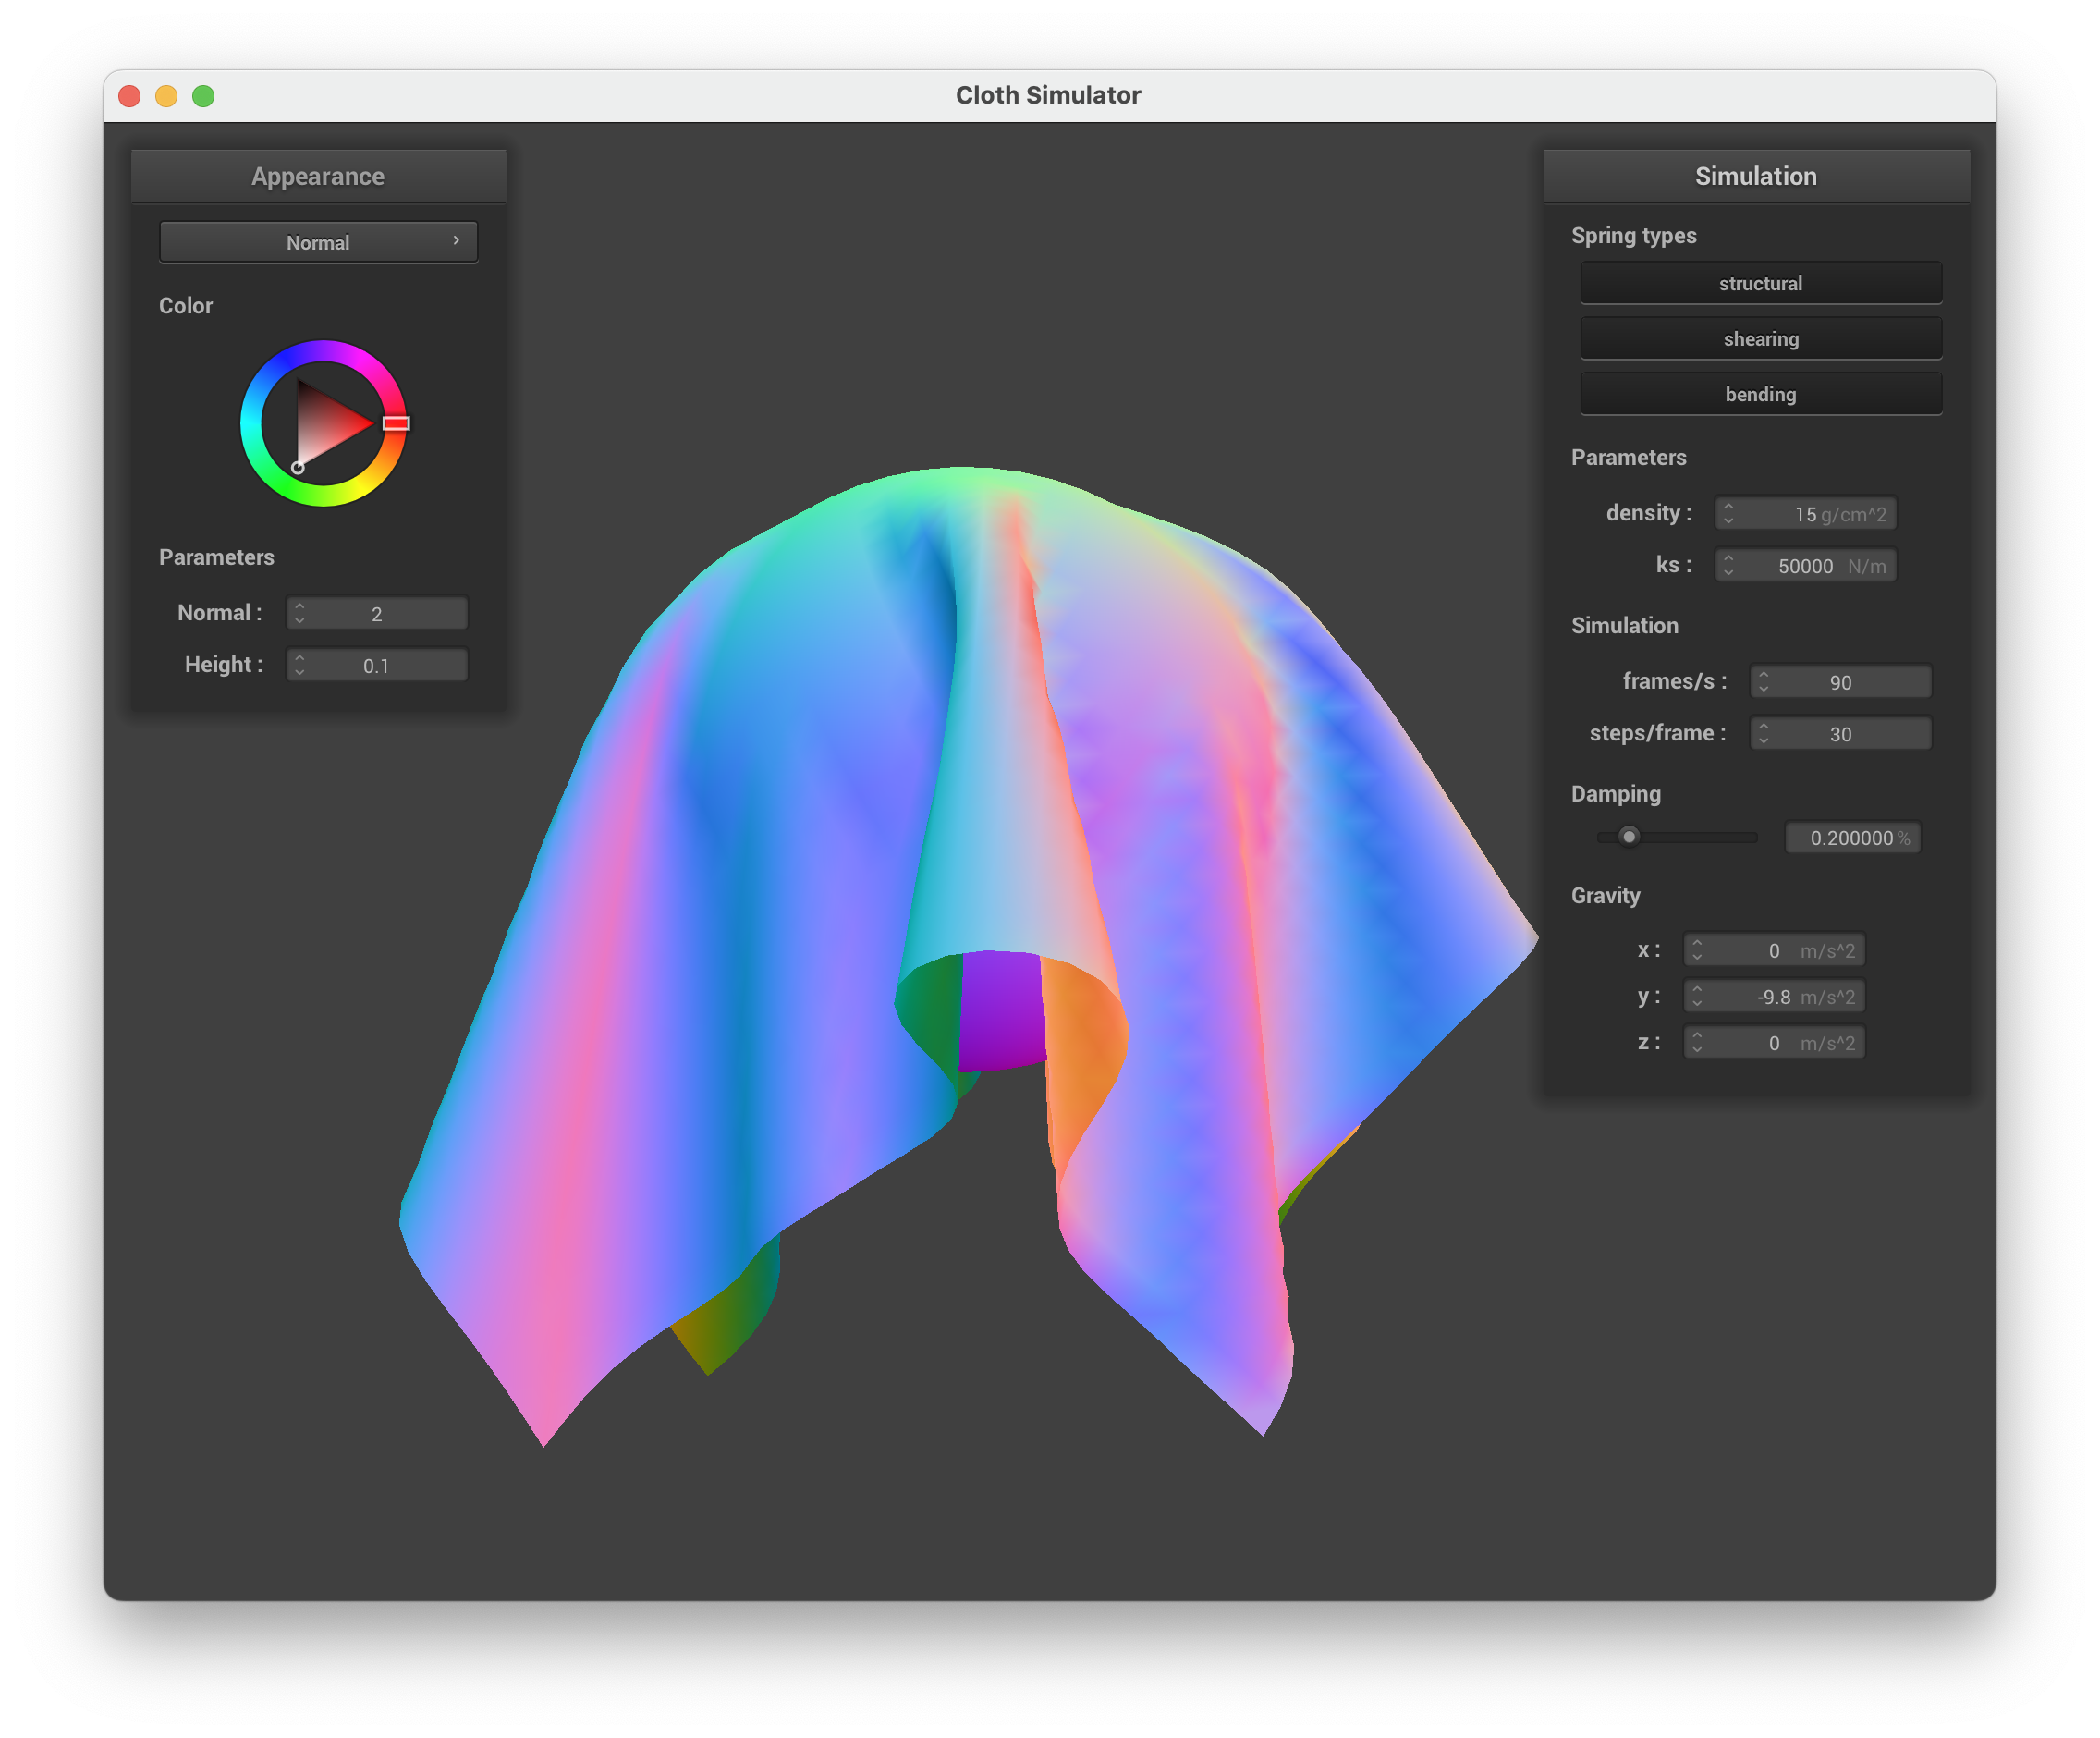 Cloth Simulator
Appearance
Normal
Color
Parameters
Normal : 2
Height : 0.1
Simulation
Spring types
structural
shearing
bending
Parameters
density : 15 g/cm^2
ks : 50000 N/m
Simulation
frames/s : 90
steps/frame : 30
Damping
0.200000 %
Gravity
x : 0 m/s^2
y : -9.8 m/s^2
z : 0 m/s^2